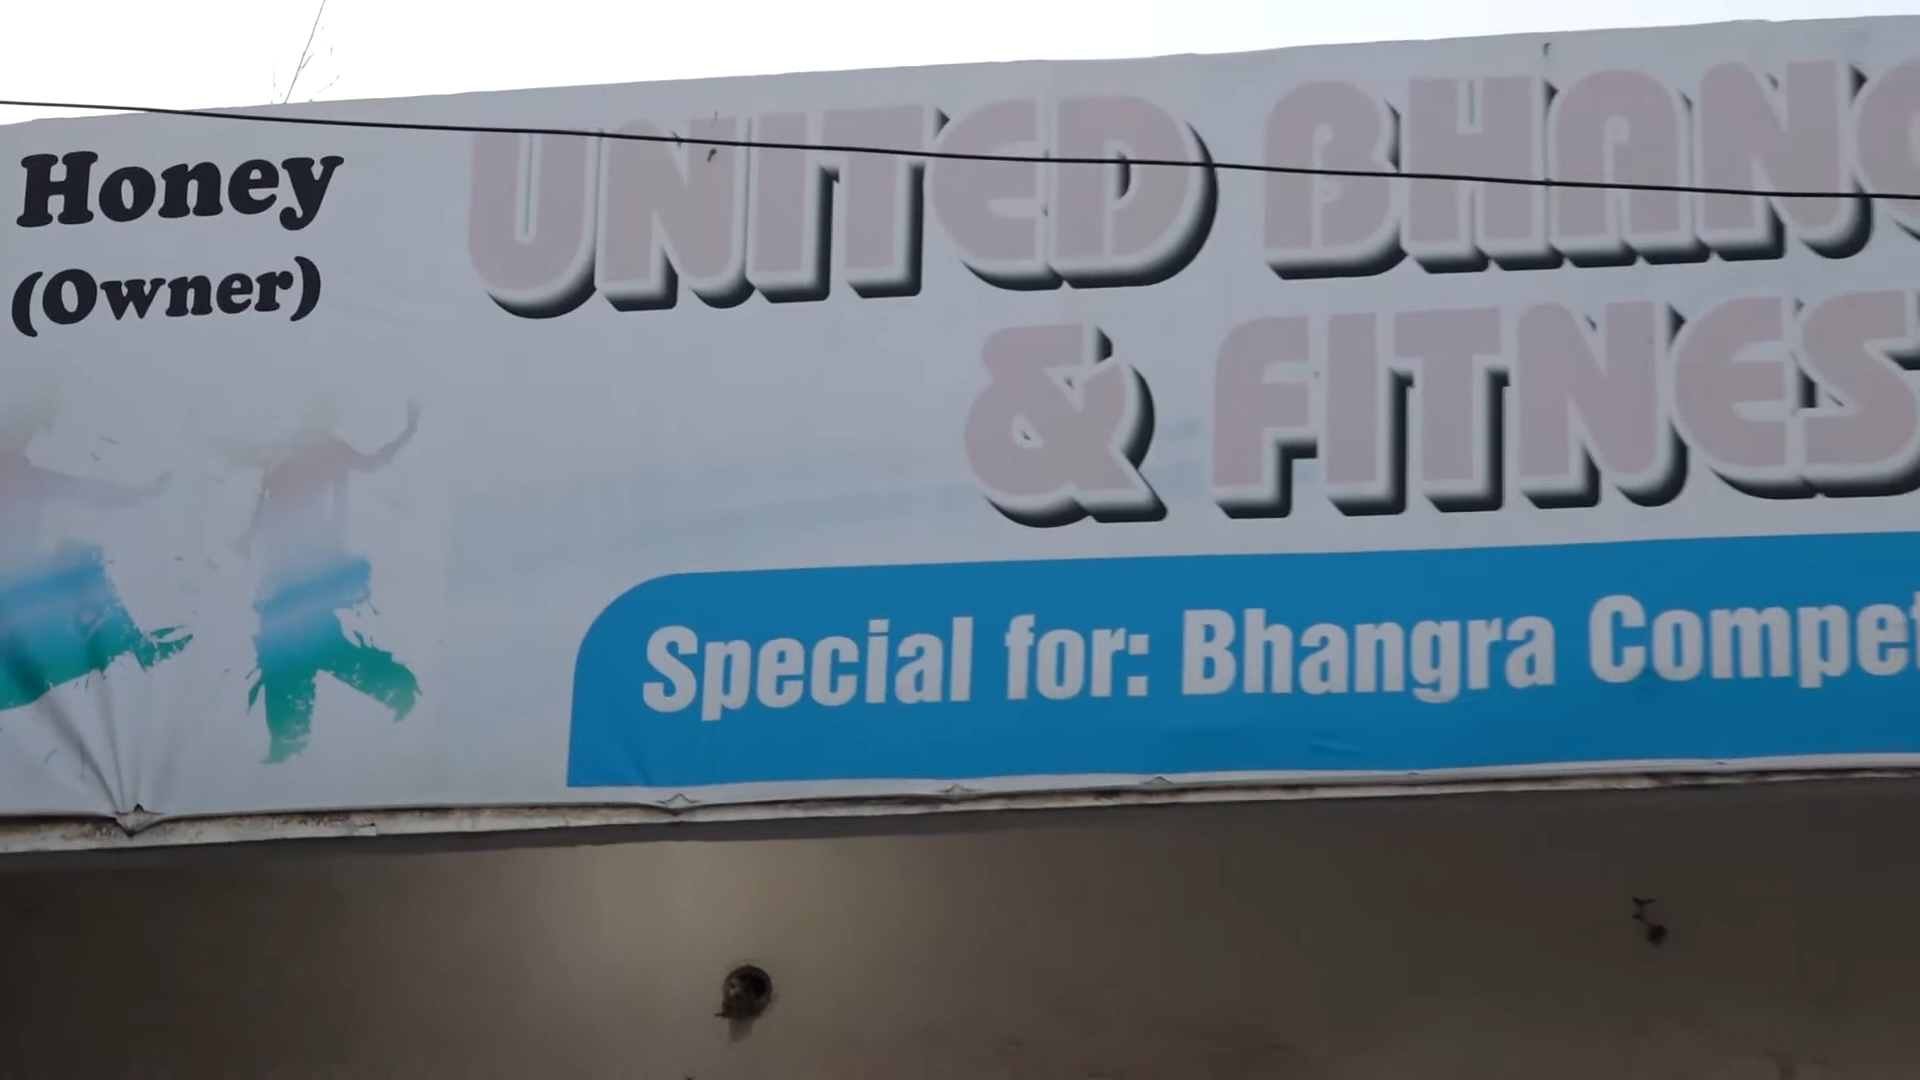 Honey
(Owner)
UNITED BHANG
& FITNES
Special for: Bhangra Compet